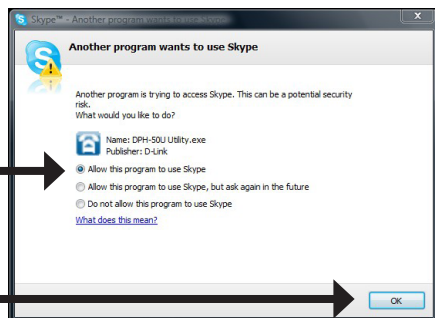 Skype™ - Another program wants to use Skype
Another program wants to use Skype
Another program is trying to access Skype. This can be a potential security
risk.
What would you like to do?
Name: DPH-50U Utility.exe
Publisher: D-Link
Allow this program to use Skype
Allow this program to use Skype, but ask again in the future
Do not allow this program to use Skype
What does this mean?
OK